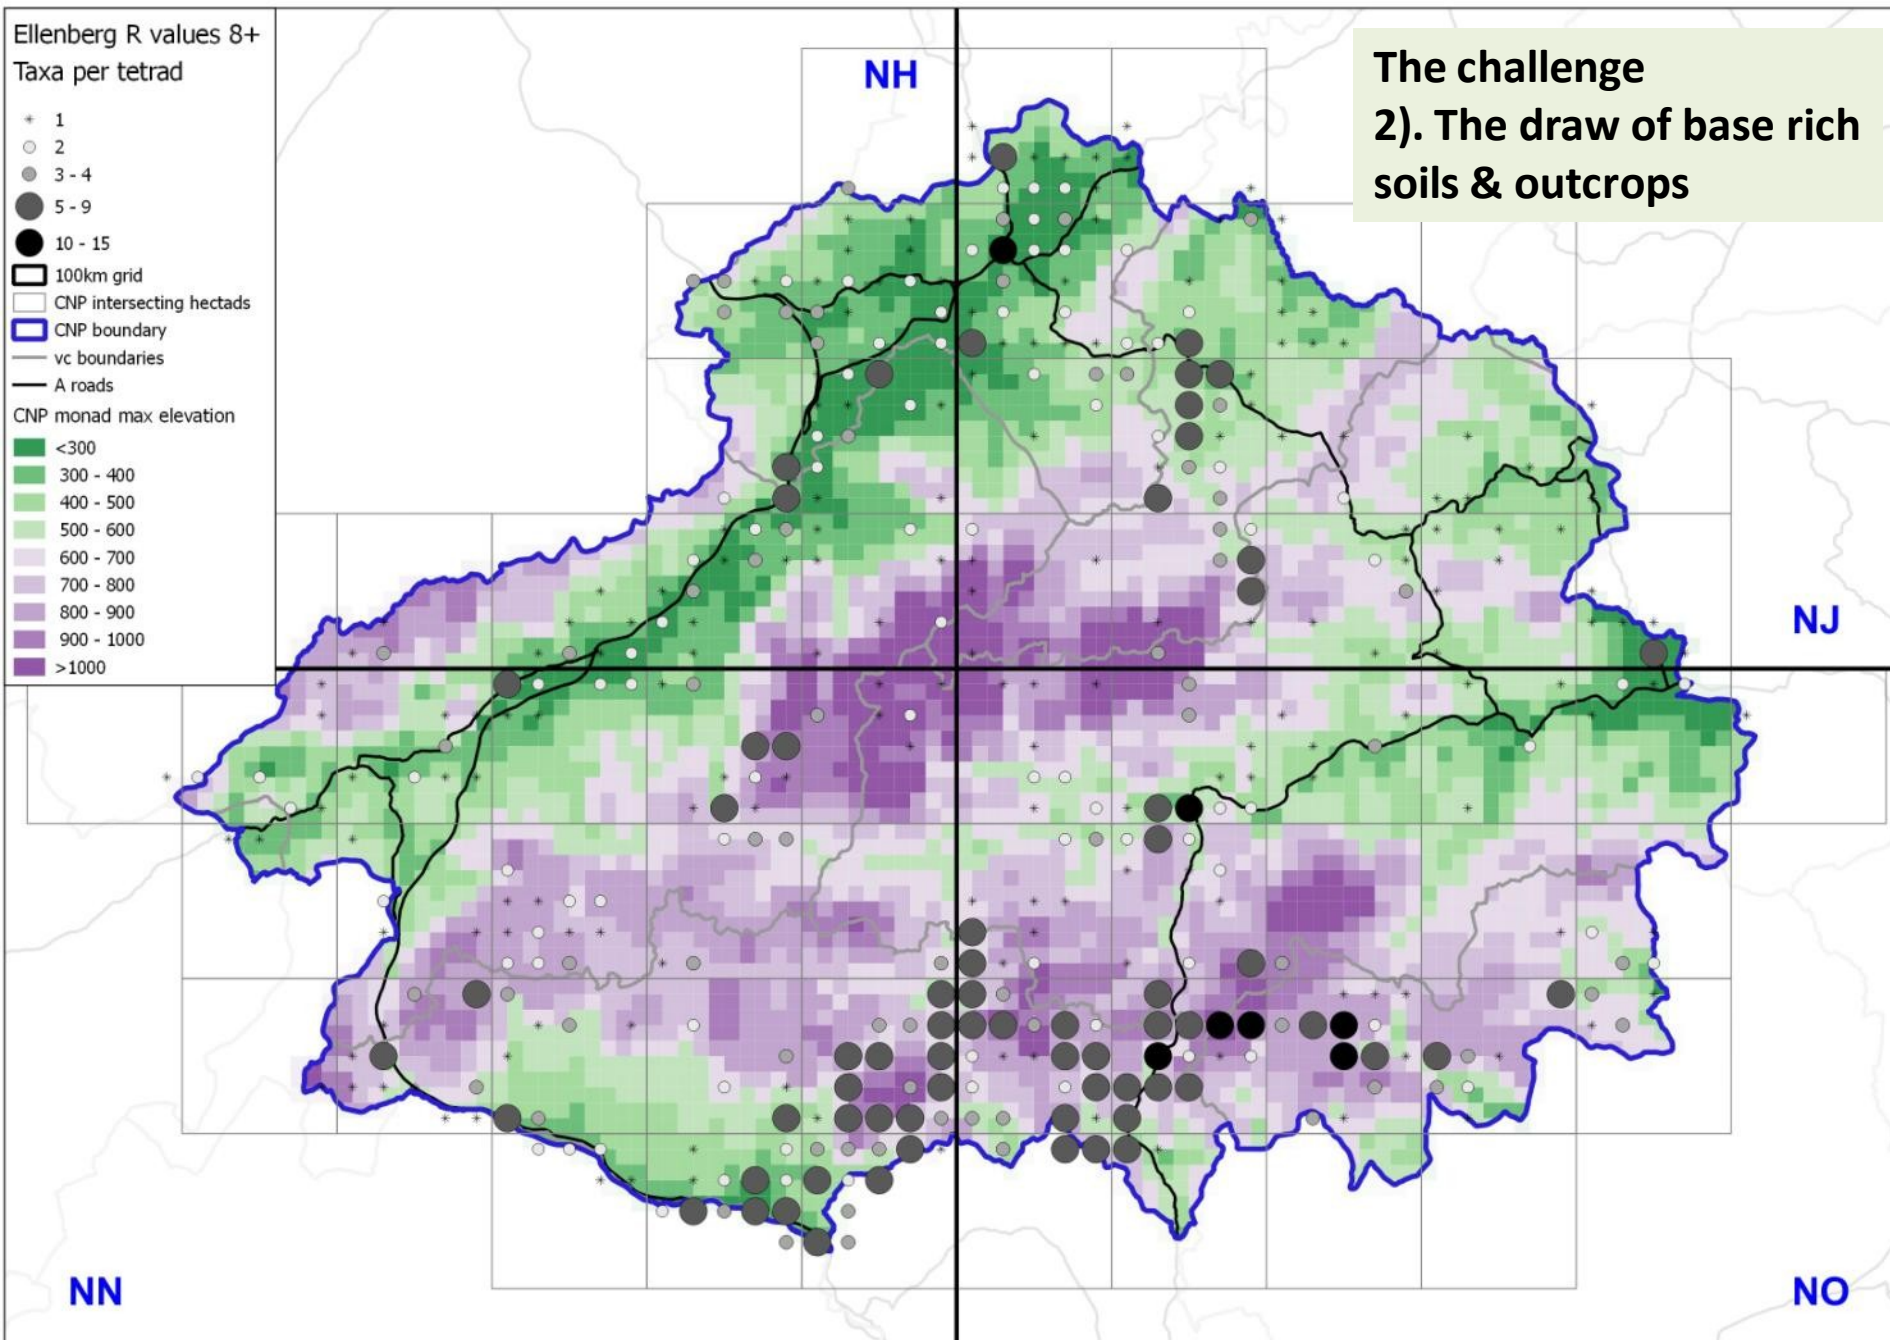 Ellenberg R values 8+
Taxa per tetrad
1
2
3 - 4
5 - 9
10 - 15
100km grid
CNP intersecting hectads
CNP boundary
vc boundaries
A roads
CNP monad max elevation
<300
300 - 400
400 - 500
500 - 600
600 - 700
700 - 800
800 - 900
900 - 1000
>1000
NH
The challenge
2). The draw of base rich
soils & outcrops
NJ
NN
NO